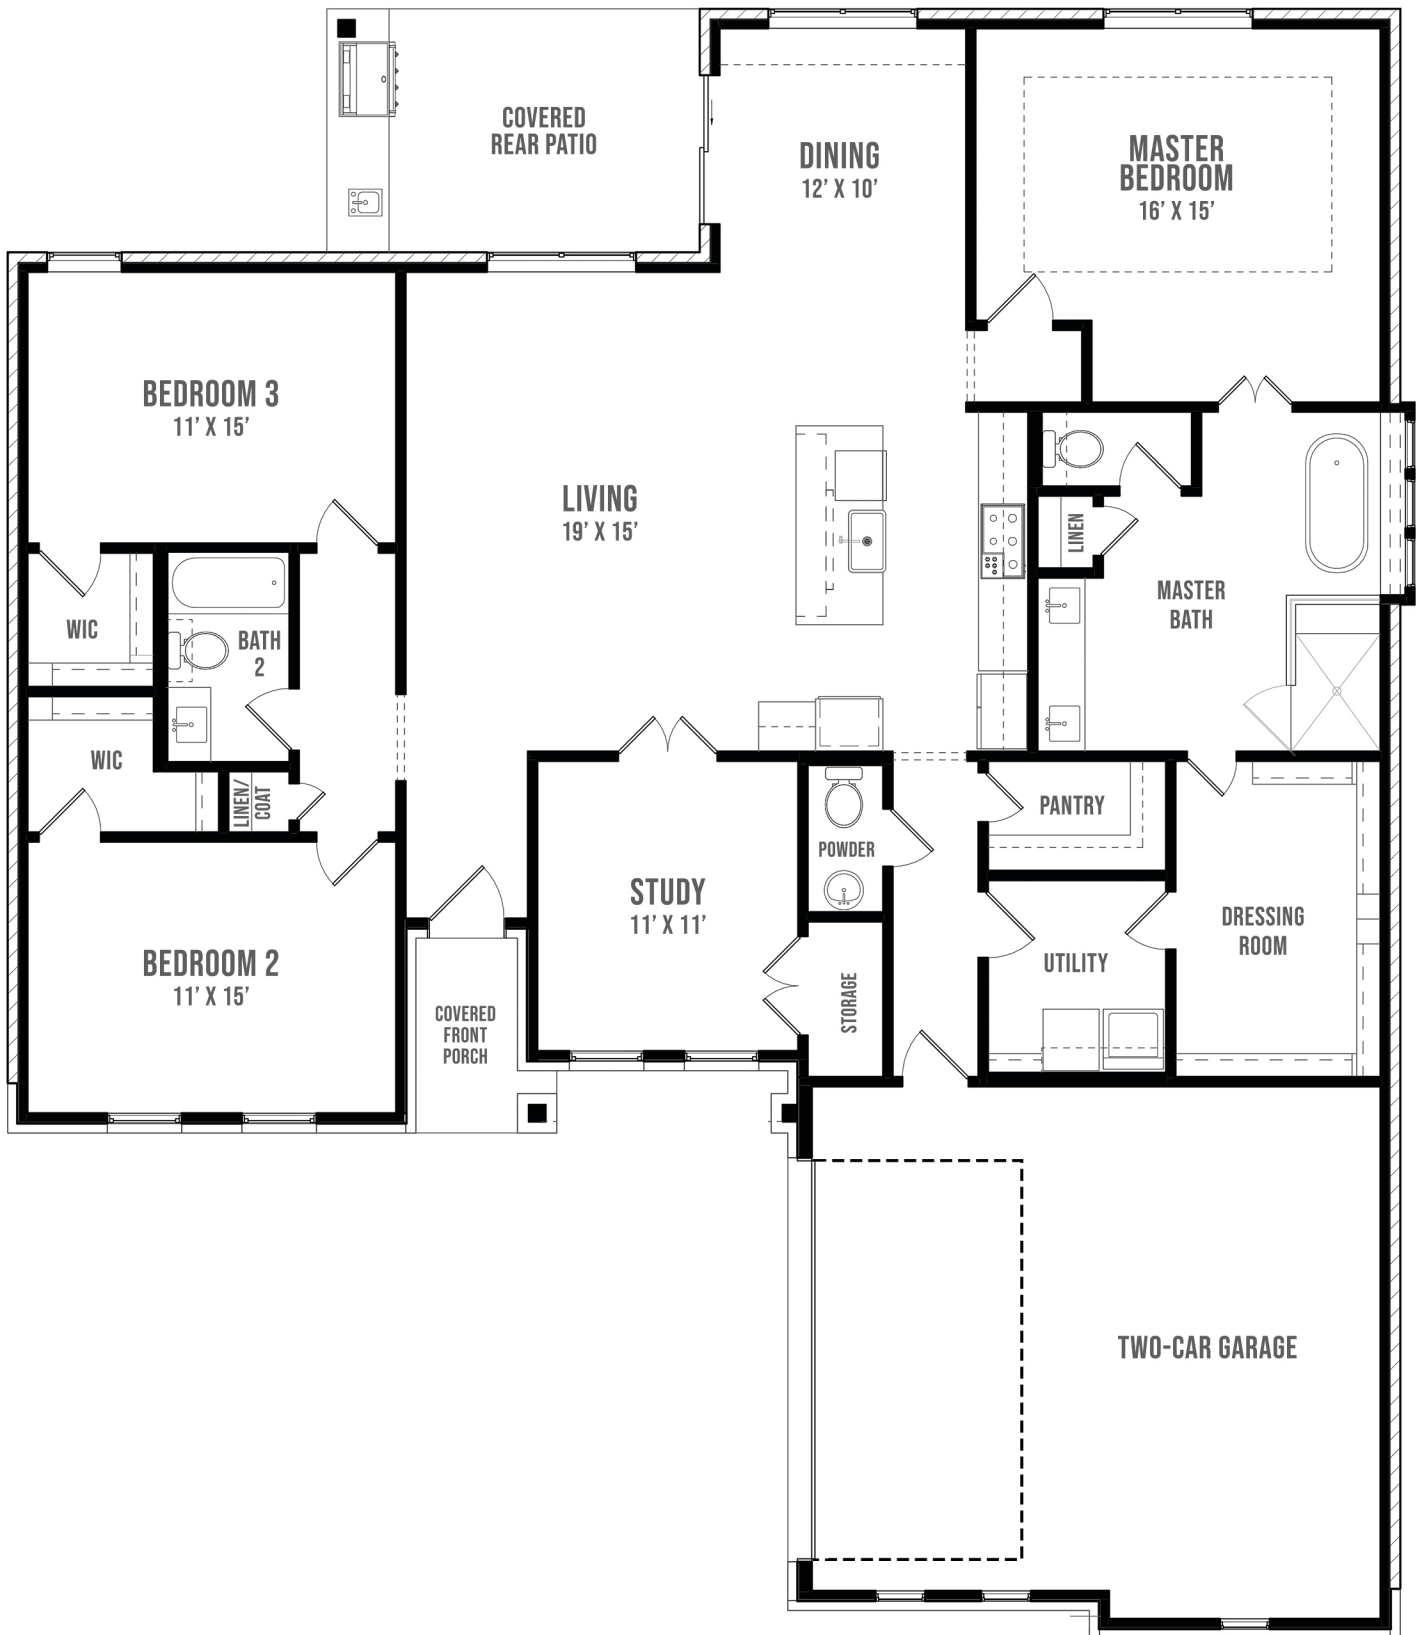 COVERED
REAR PATIO
DINING
12’ X 10’
MASTER
BEDROOM
16’ X 15’
BEDROOM 3
11’ X 15’
LIVING
19’ X 15’
LINEN
MASTER
BATH
WIC
BATH
2
WIC
LINEN/
COAT
PANTRY
POWDER
STUDY
11’ X 11’
DRESSING
ROOM
BEDROOM 2
11’ X 15’
UTILITY
STORAGE
COVERED
FRONT
PORCH
TWO-CAR GARAGE